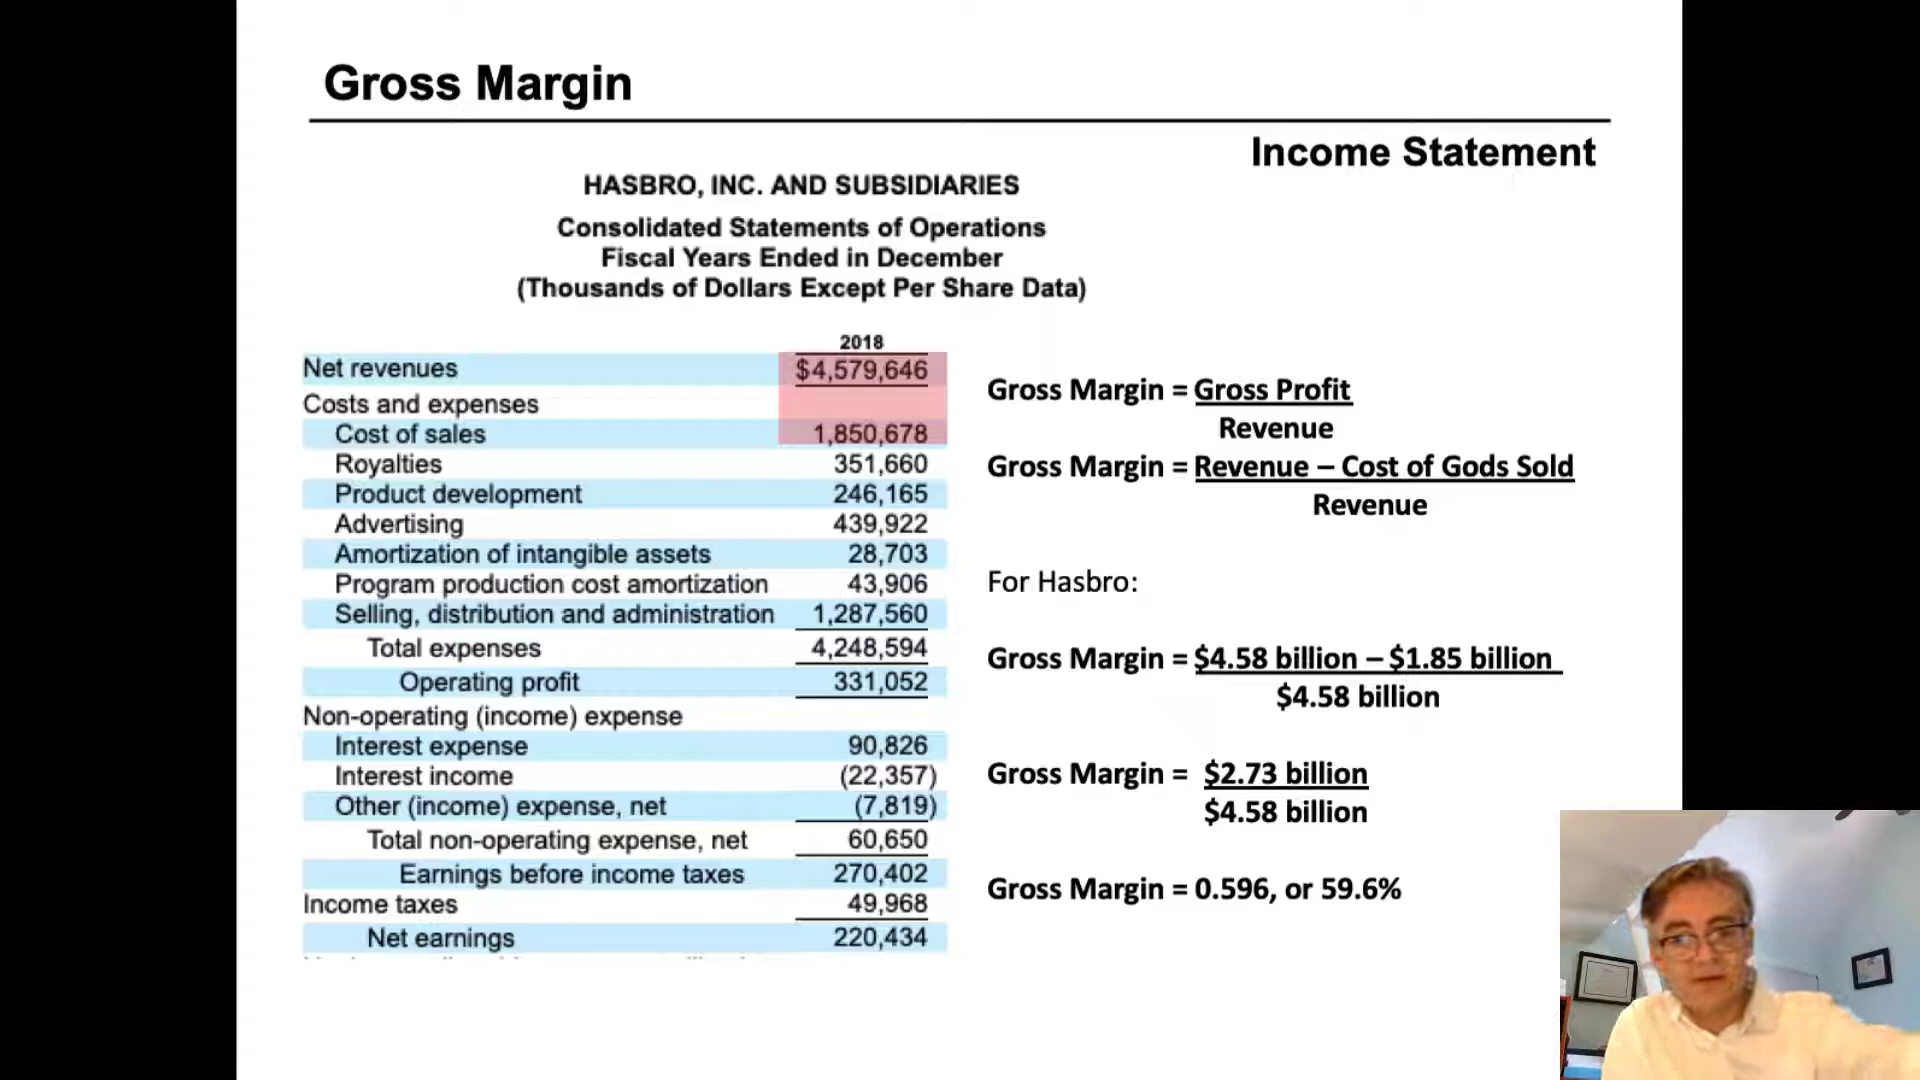 Gross Margin
Income Statement
HASBRO, INC. AND SUBSIDIARIES
Consolidated Statements of Operations
Fiscal Years Ended in December
(Thousands of Dollars Except Per Share Data)
2018
Net revenues $4,579,646
Costs and expenses
Cost of sales 1,850,678
Royalties 351,660
Product development 246,165
Advertising 439,922
Amortization of intangible assets 28,703
Program production cost amortization 43,906
Selling, distribution and administration 1,287,560
Total expenses 4,248,594
Operating profit 331,052
Non-operating (income) expense
Interest expense 90,826
Interest income (22,357)
Other (income) expense, net (7,819)
Total non-operating expense, net 60,650
Earnings before income taxes 270,402
Income taxes 49,968
Net earnings 220,434
Gross Margin = Gross Profit
Revenue
Gross Margin = Revenue – Cost of Gods Sold
Revenue
For Hasbro:
Gross Margin = $4.58 billion – $1.85 billion
$4.58 billion
Gross Margin = $2.73 billion
$4.58 billion
Gross Margin = 0.596, or 59.6%